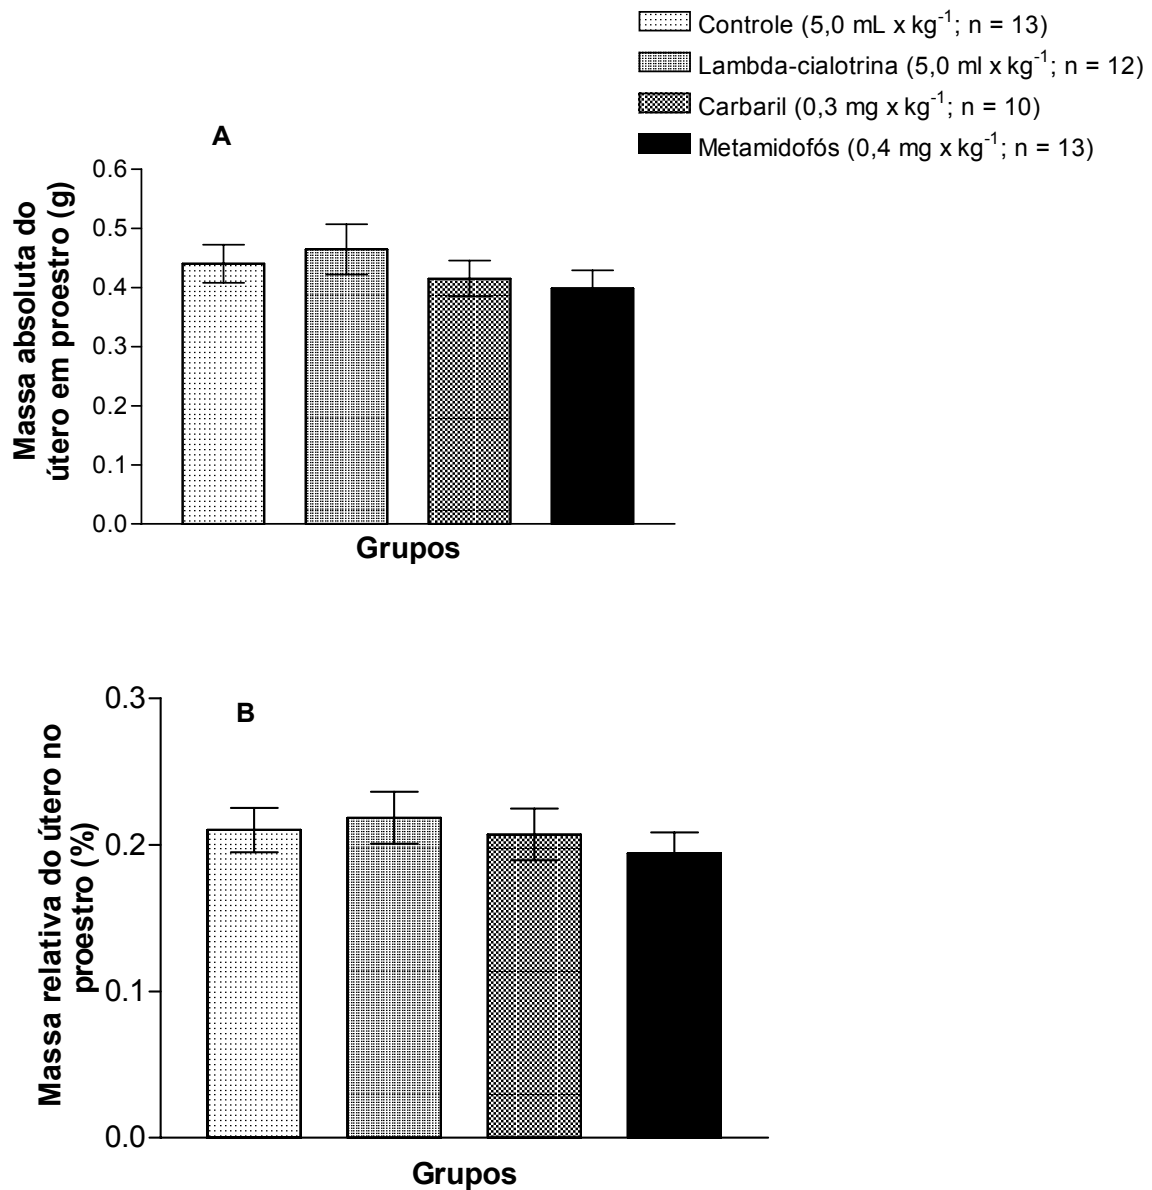 Controle (5,0 mL x kg⁻¹; n = 13)
Lambda-cialotrina (5,0 ml x kg⁻¹; n = 12)
Carbaril (0,3 mg x kg⁻¹; n = 10)
Metamidofós (0,4 mg x kg⁻¹; n = 13)
A
Massa absoluta do
útero em proestro (g)
0.6
0.5
0.4
0.3
0.2
0.1
0.0
Grupos
B
Massa relativa do útero no
proestro (%)
0.3
0.2
0.1
0.0
Grupos